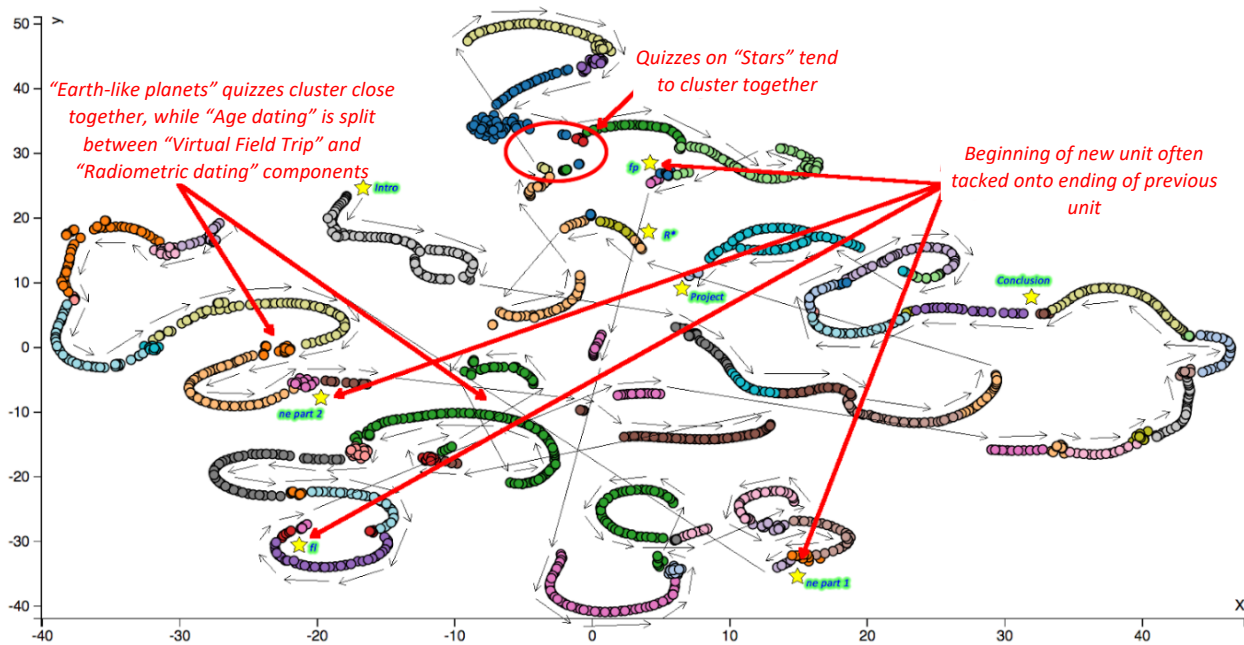 y
50
40
30
20
10
0
-10
-20
-30
-40
-40
-30
-20
-10
0
10
20
30
40
X
“Earth-like planets” quizzes cluster close
together, while “Age dating” is split
between “Virtual Field Trip” and
“Radiometric dating” components
Quizzes on “Stars” tend
to cluster together
Beginning of new unit often
tacked onto ending of previous
unit
Intro
fp
R*
Project
Conclusion
ne part 2
fl
ne part 1